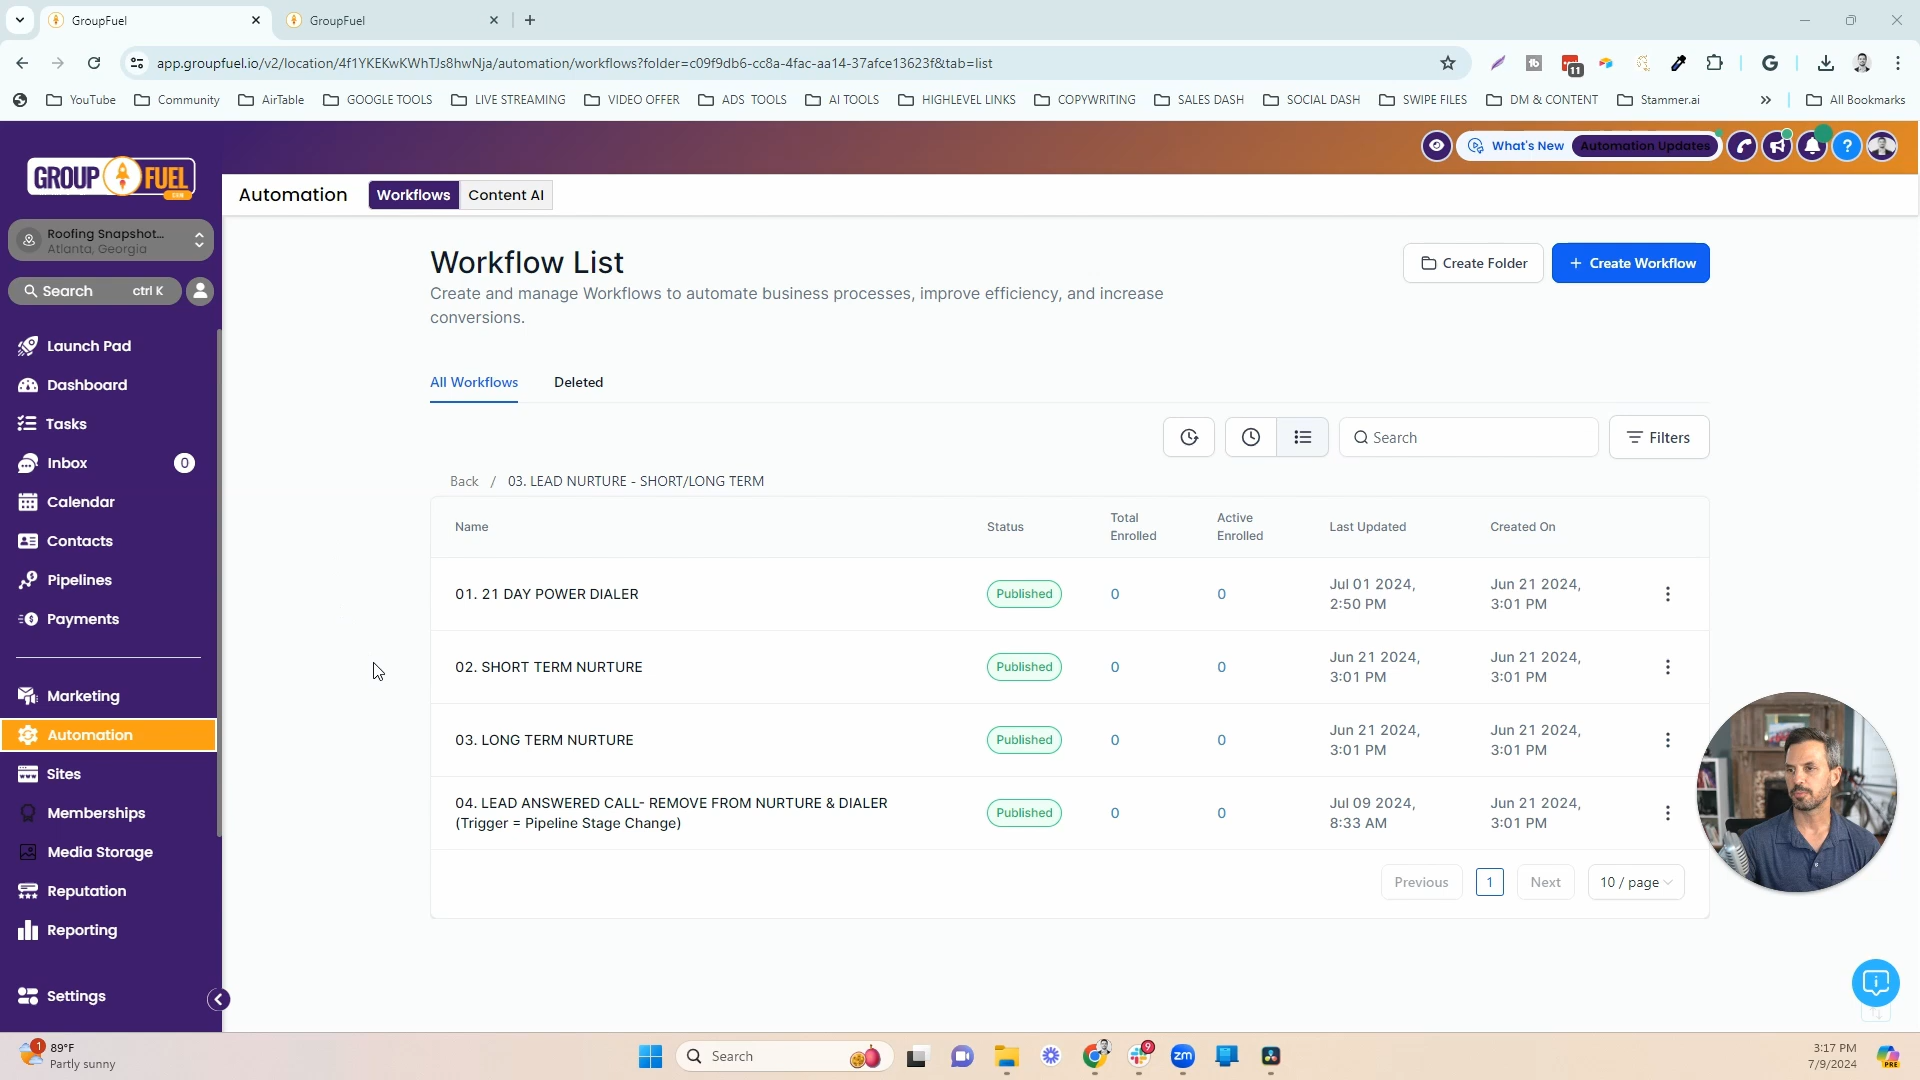 GroupFuel
GroupFuel
app.groupfuel.io/v2/location/4f1YKEKwKWhTJs8hwNja/automation/workflows?folder=c09f9db6-cc8a-4fac-aa14-37afce13623f&tab=list
11
YouTube
Community
AirTable
GOOGLE TOOLS
LIVE STREAMING
VIDEO OFFER
ADS TOOLS
AI TOOLS
HIGHLEVEL LINKS
COPYWRITING
SALES DASH
SOCIAL DASH
SWIPE FILES
DM & CONTENT
Stammer.ai
All Bookmarks
GROUP FUEL
What's New
Automation Updates
Automation
Workflows
Content AI
Roofing Snapshot...
Atlanta, Georgia
Search ctrl K
Launch Pad
Dashboard
Tasks
Inbox 0
Calendar
Contacts
Pipelines
Payments
Marketing
Automation
Sites
Memberships
Media Storage
Reputation
Reporting
Settings
Workflow List
Create and manage Workflows to automate business processes, improve efficiency, and increase
conversions.
Create Folder
+ Create Workflow
All Workflows
Deleted
Search
Filters
Back / 03. LEAD NURTURE - SHORT/LONG TERM
Name
Status
Total
Enrolled
Active
Enrolled
Last Updated
Created On
01. 21 DAY POWER DIALER
Published
0
0
Jul 01 2024,
2:50 PM
Jun 21 2024,
3:01 PM
02. SHORT TERM NURTURE
Published
0
0
Jun 21 2024,
3:01 PM
Jun 21 2024,
3:01 PM
03. LONG TERM NURTURE
Published
0
0
Jun 21 2024,
3:01 PM
Jun 21 2024,
3:01 PM
04. LEAD ANSWERED CALL- REMOVE FROM NURTURE & DIALER
(Trigger = Pipeline Stage Change)
Published
0
0
Jul 09 2024,
8:33 AM
Jun 21 2024,
3:01 PM
Previous
1
Next
10 / page
1
89°F
Partly sunny
Search
9
zm
3:17 PM
7/9/2024
PRE